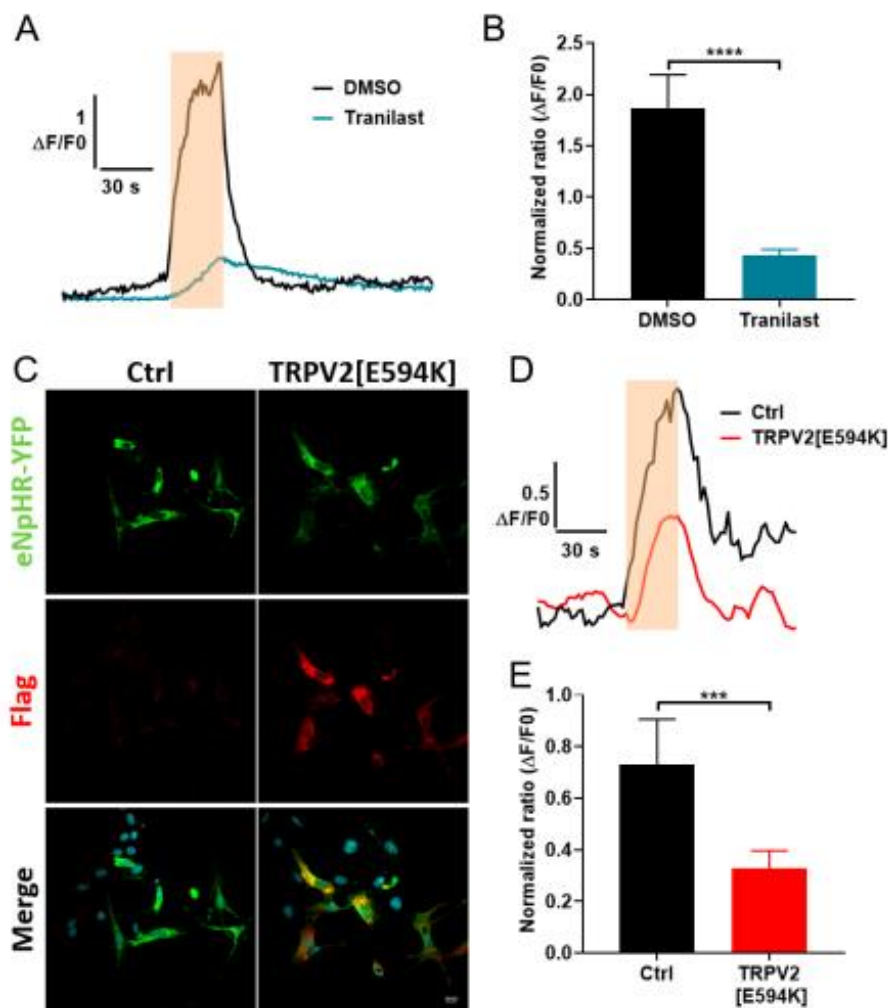 A
DMSO
Tranilast
1
ΔF/F0
30 s
B
2.5
2.0
1.5
1.0
0.5
0.0
Normalized ratio (ΔF/F0)
****
DMSO
Tranilast
C
Ctrl
TRPV2[E594K]
eNpHR-YFP
Flag
Merge
D
Ctrl
TRPV2[E594K]
0.5
ΔF/F0
30 s
E
1.0
0.8
0.6
0.4
0.2
0.0
Normalized ratio (ΔF/F0)
***
Ctrl
TRPV2
[E594K]